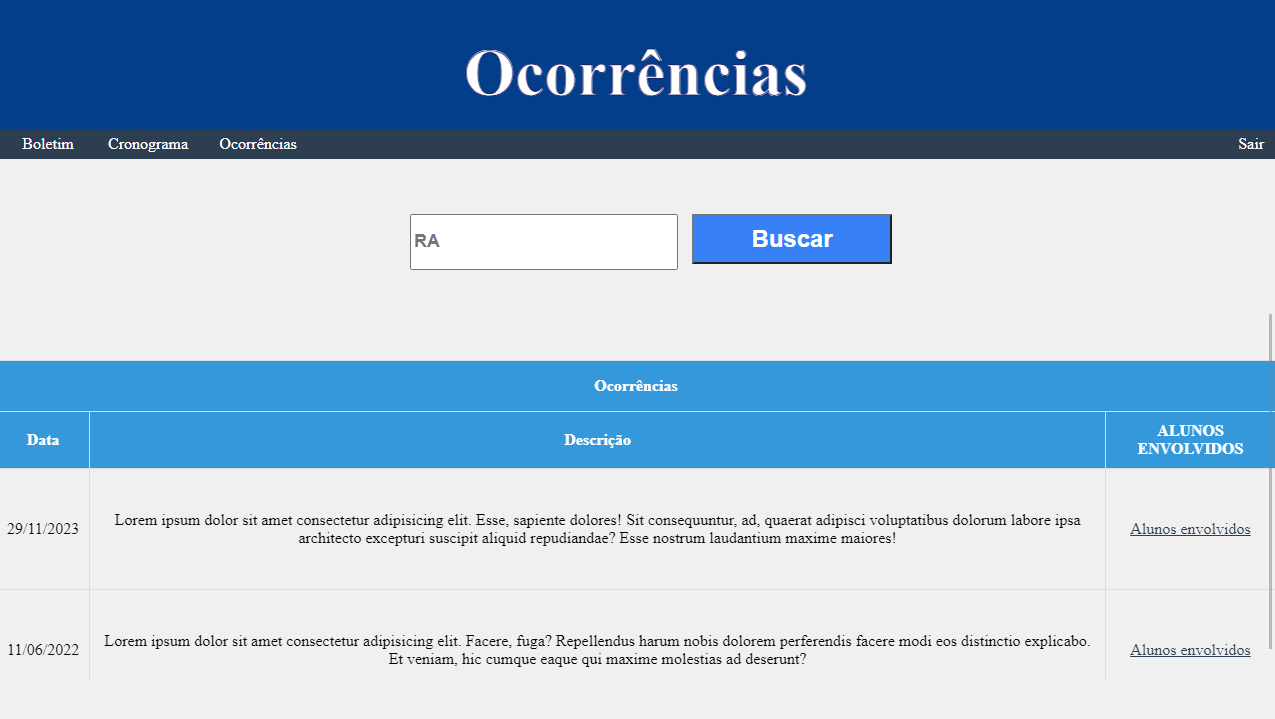 Ocorrências
Boletim Cronograma Ocorrências Sair
RA Buscar
Ocorrências
Data Descrição ALUNOS
ENVOLVIDOS
29/11/2023 Lorem ipsum dolor sit amet consectetur adipisicing elit. Esse, sapiente dolores! Sit consequuntur, ad, quaerat adipisci voluptatibus dolorum labore ipsa
architecto excepturi suscipit aliquid repudiandae? Esse nostrum laudantium maxime maiores! Alunos envolvidos
11/06/2022 Lorem ipsum dolor sit amet consectetur adipisicing elit. Facere, fuga? Repellendus harum nobis dolorem perferendis facere modi eos distinctio explicabo.
Et veniam, hic cumque eaque qui maxime molestias ad deserunt? Alunos envolvidos